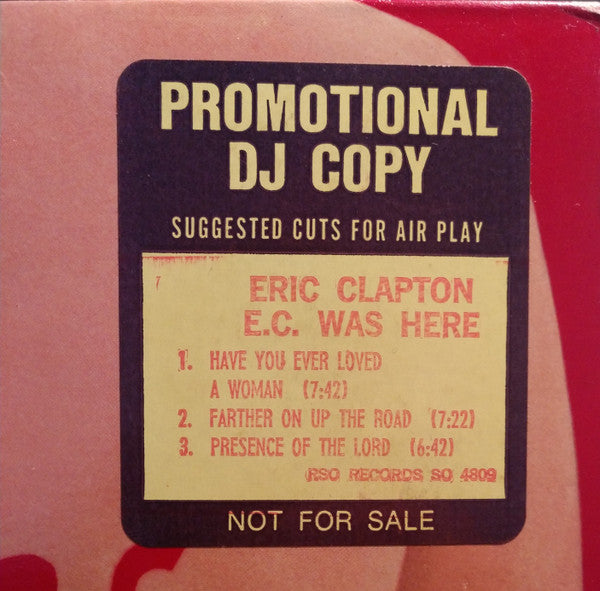 PROMOTIONAL
DJ COPY
SUGGESTED CUTS FOR AIR PLAY
ERIC CLAPTON
E.C. WAS HERE
1. HAVE YOU EVER LOVED
A WOMAN (7:42)
2. FARTHER ON UP THE ROAD (7:22)
3. PRESENCE OF THE LORD (6:42)
RSO RECORDS SO 4809
NOT FOR SALE